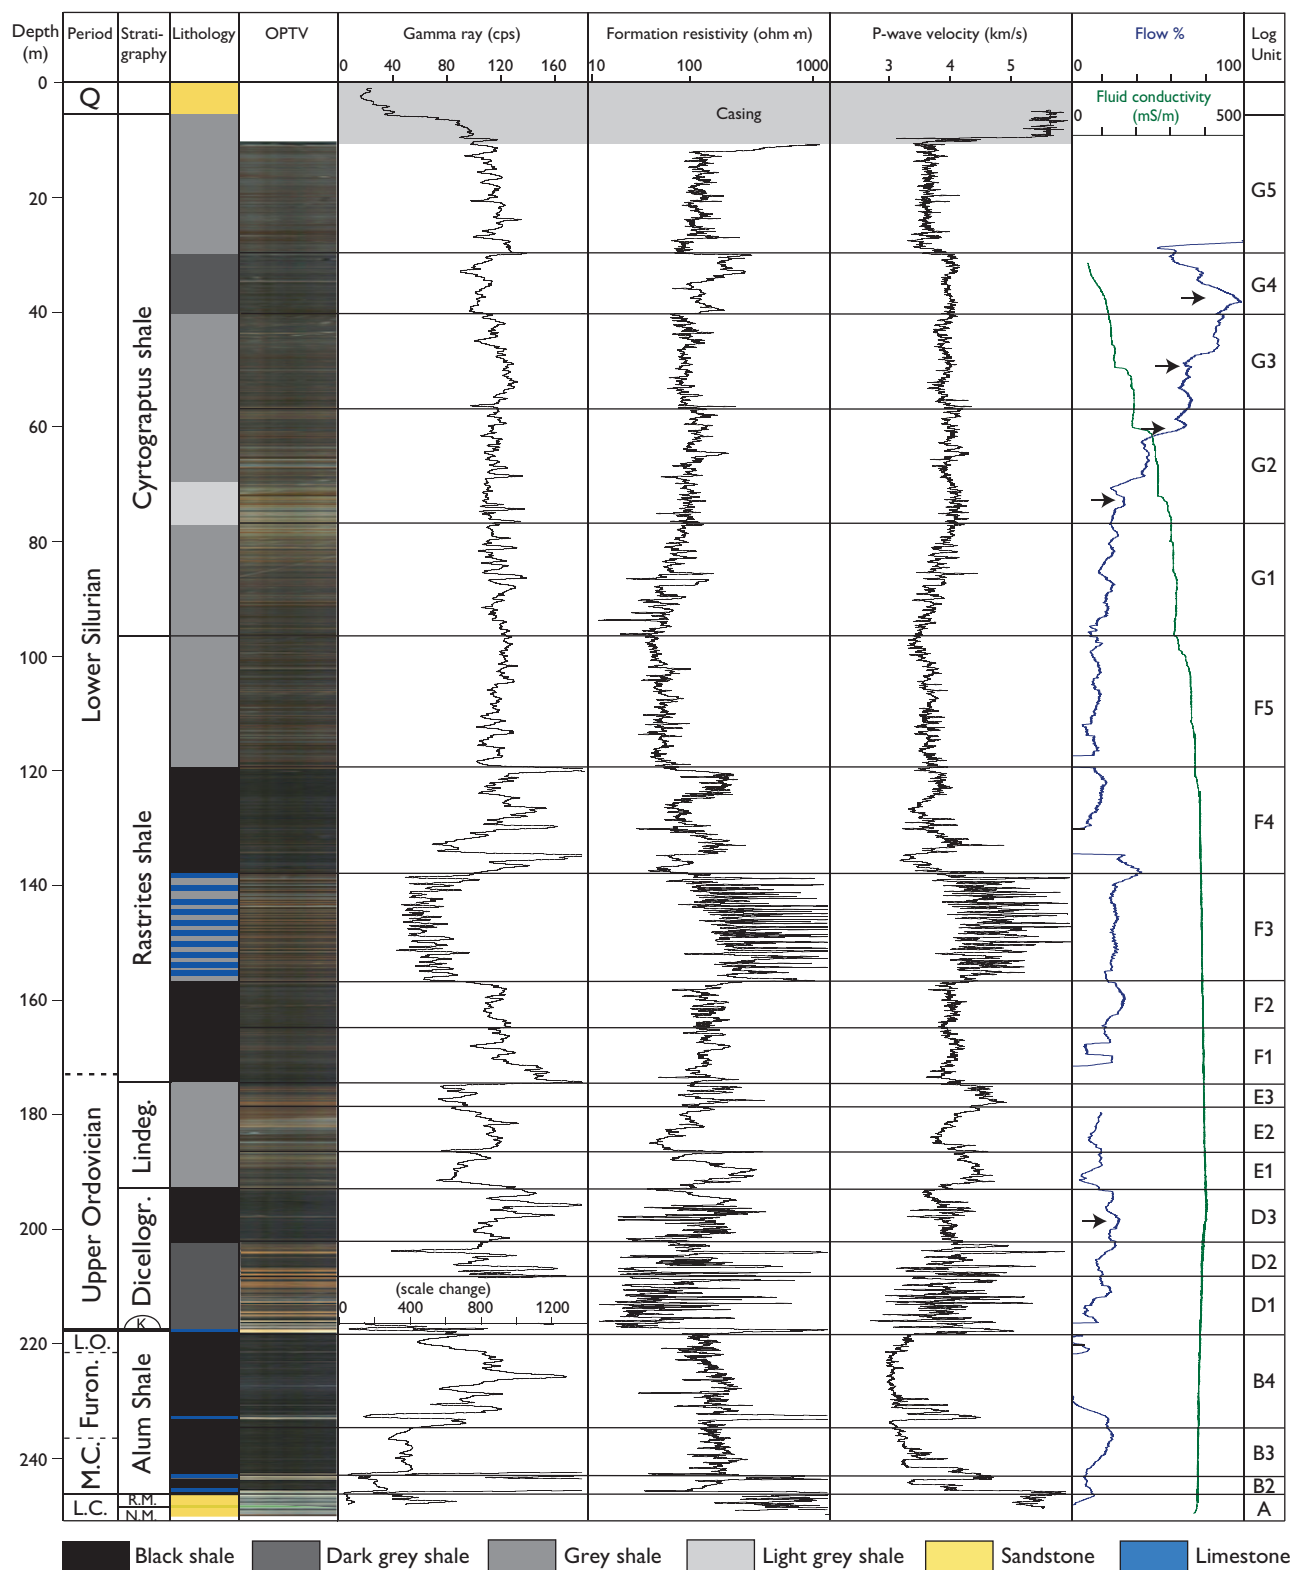 Depth (m)
Period
Strati-graphy
Lithology
OPTV
Gamma ray (cps)
Formation resistivity (ohm·m)
P-wave velocity (km/s)
Flow %
Log Unit
0 40 80 120 160
10 100 1000
3 4 5
0 100
Fluid conductivity (mS/m)
0 500
Casing
0
20
40
60
80
100
120
140
160
180
200
220
240
Q
Lower Silurian
Upper Ordovician
L.O.
Furon.
M.C.
L.C.
Cyrtograptus shale
Rastrites shale
Lindeg.
Dicellogr.
K
Alum Shale
R.M.
N.M.
(scale change)
0 400 800 1200
G5
G4
G3
G2
G1
F5
F4
F3
F2
F1
E3
E2
E1
D3
D2
D1
B4
B3
B2
A
Black shale
Dark grey shale
Grey shale
Light grey shale
Sandstone
Limestone